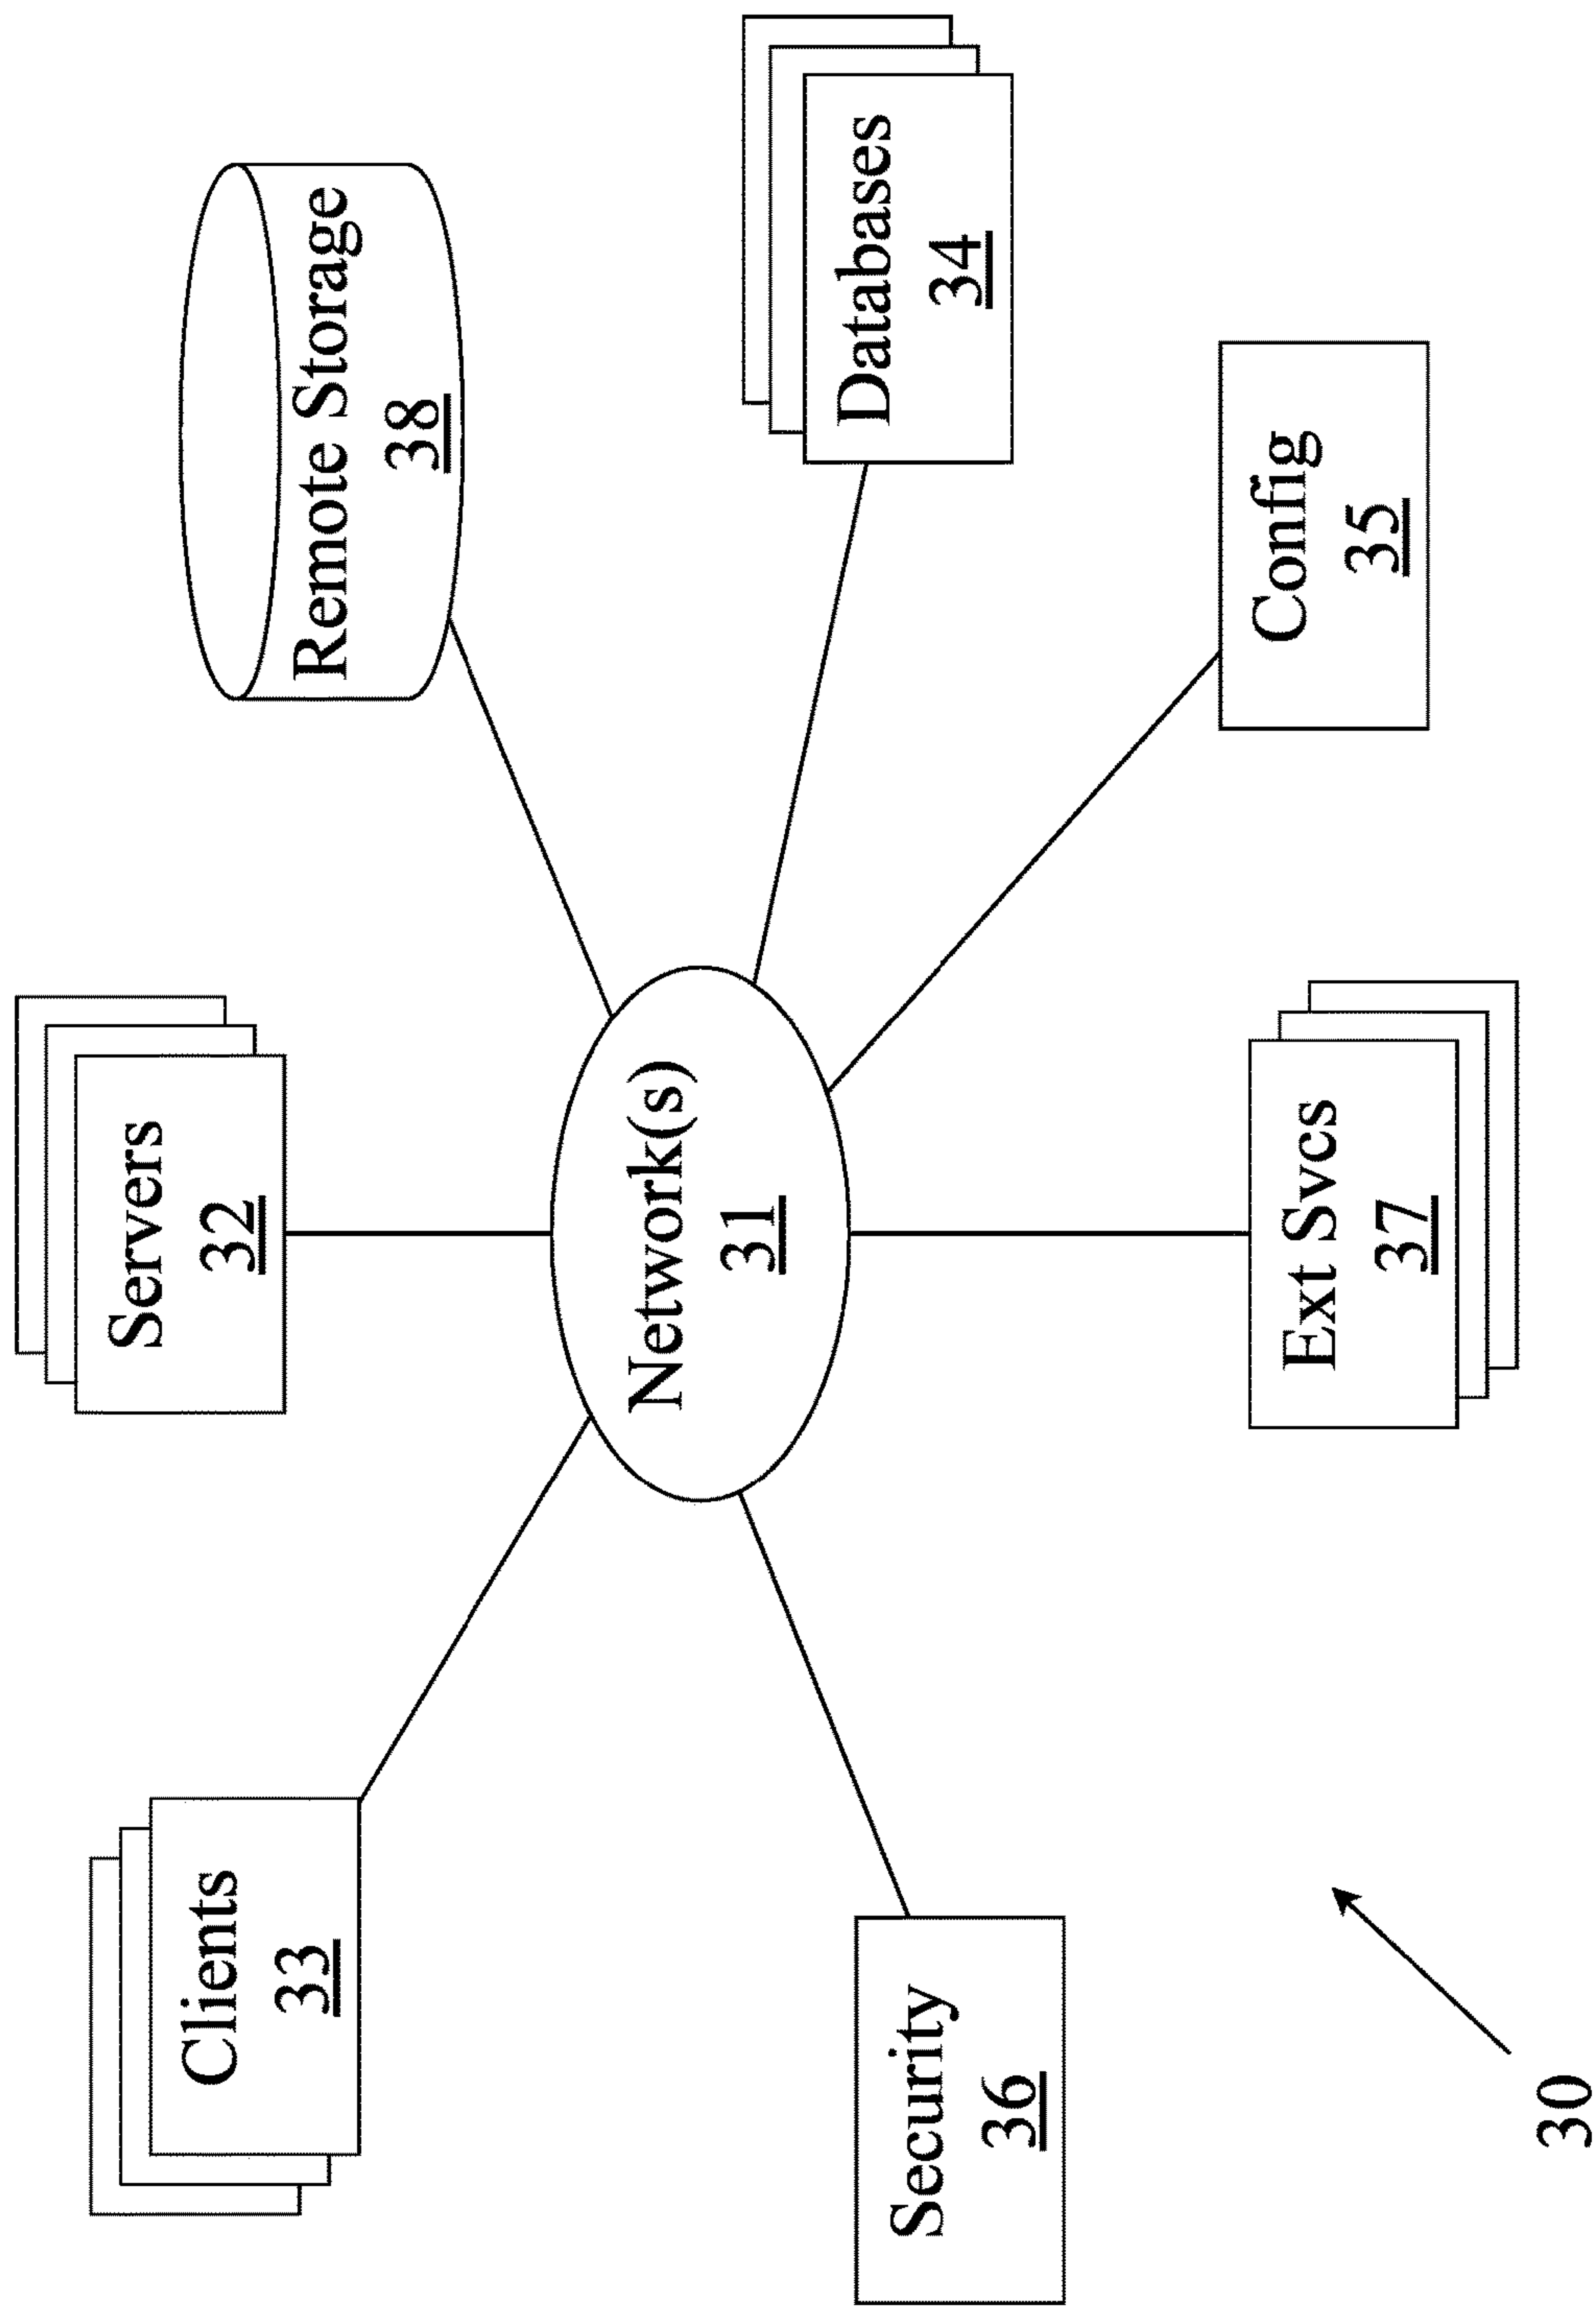 Servers
32
Clients
33
Remote Storage
38
Network(s)
31
Databases
34
Security
36
Ext Svcs
37
Config
35
30